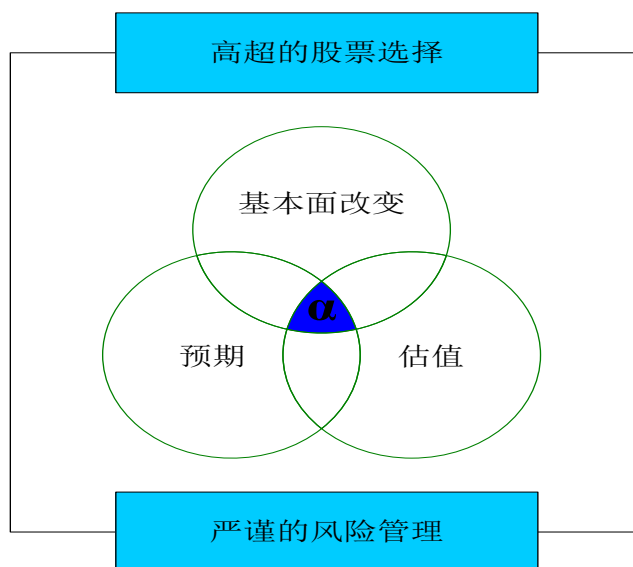 高超的股票选择
基本面改变
α
预期
估值
严谨的风险管理